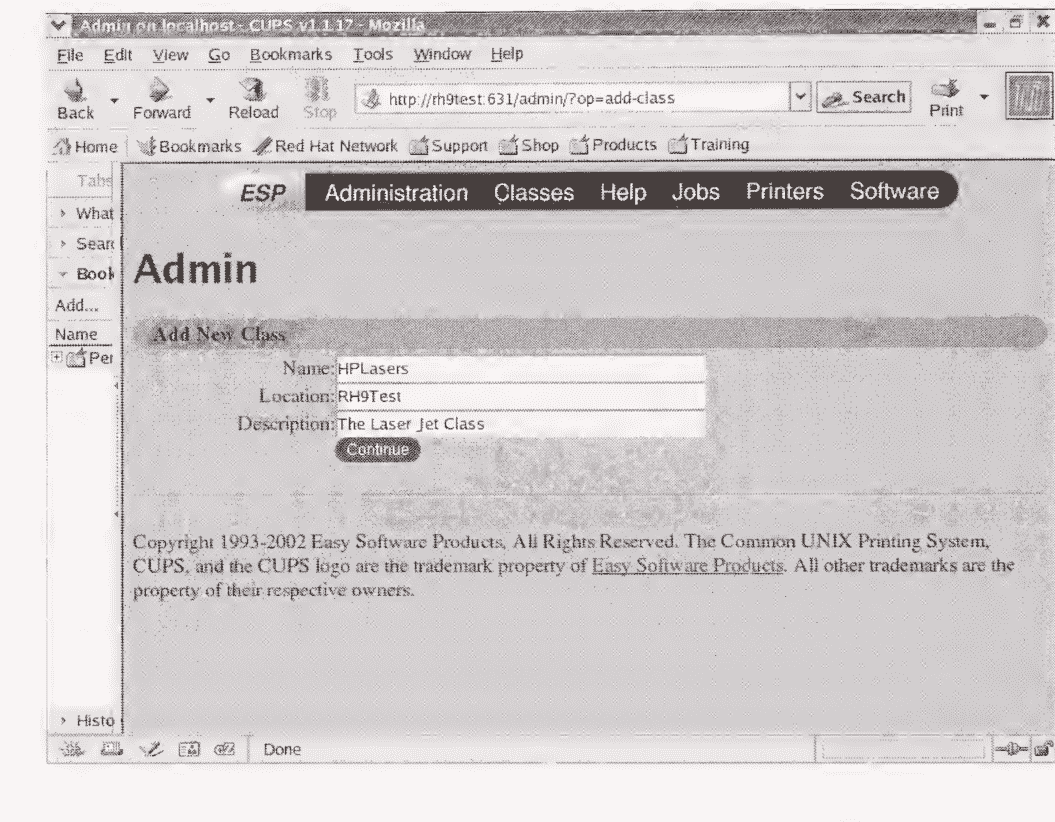 Admin on localhost - CUPS v1.1.17 - Mozilla
File Edit View Go Bookmarks Tools Window Help
Back Forward Reload Stop http://rh9test:631/admin/?op=add-class Search Print
Home Bookmarks Red Hat Network Support Shop Products Training
Tabs
ESP Administration Classes Help Jobs Printers Software
What
Searc
Book
Admin
Add...
Name
Add New Class
Per
Name: HPLasers
Location: RH9Test
Description: The Laser Jet Class
Continue
Copyright 1993-2002 Easy Software Products, All Rights Reserved. The Common UNIX Printing System,
CUPS, and the CUPS logo are the trademark property of Easy Software Products. All other trademarks are the
property of their respective owners.
Histo
Done